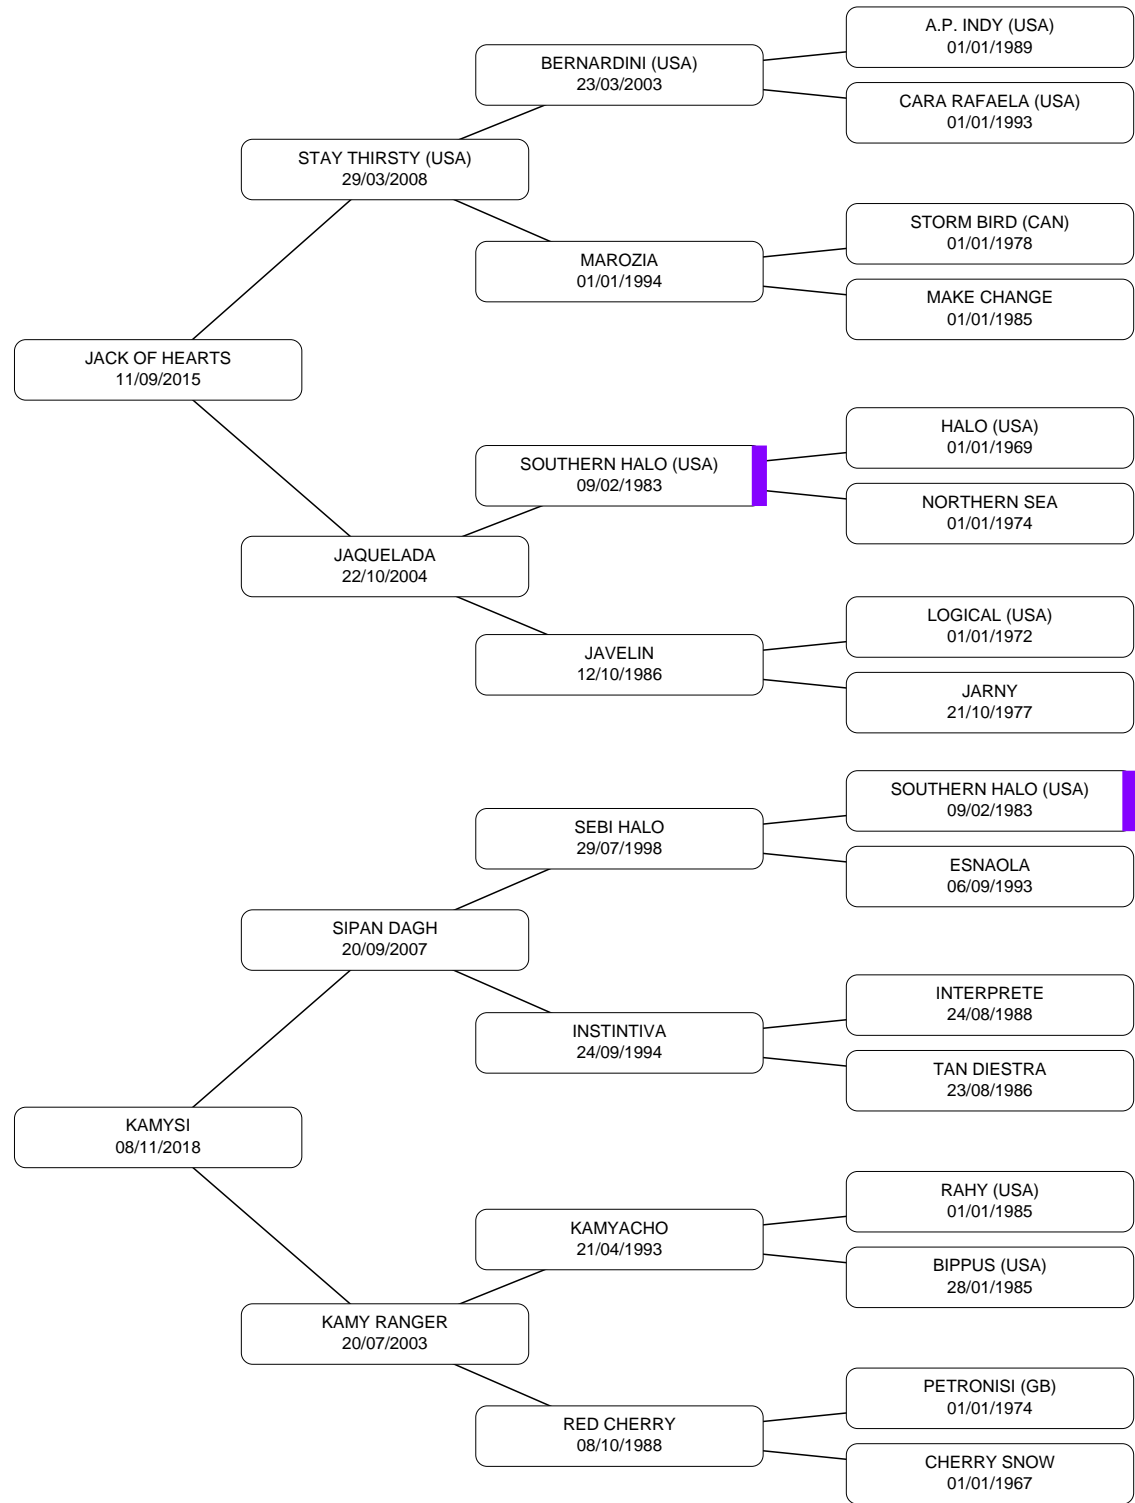 A.P. INDY (USA)
01/01/1989
BERNARDINI (USA)
23/03/2003
CARA RAFAELA (USA)
01/01/1993
STAY THIRSTY (USA)
29/03/2008
STORM BIRD (CAN)
01/01/1978
MAROZIA
01/01/1994
MAKE CHANGE
01/01/1985
JACK OF HEARTS
11/09/2015
HALO (USA)
01/01/1969
SOUTHERN HALO (USA)
09/02/1983
NORTHERN SEA
01/01/1974
JAQUELADA
22/10/2004
LOGICAL (USA)
01/01/1972
JAVELIN
12/10/1986
JARNY
21/10/1977
SOUTHERN HALO (USA)
09/02/1983
SEBI HALO
29/07/1998
ESNAOLA
06/09/1993
SIPAN DAGH
20/09/2007
INTERPRETE
24/08/1988
INSTINTIVA
24/09/1994
TAN DIESTRA
23/08/1986
KAMYSI
08/11/2018
RAHY (USA)
01/01/1985
KAMYACHO
21/04/1993
BIPPUS (USA)
28/01/1985
KAMY RANGER
20/07/2003
PETRONISI (GB)
01/01/1974
RED CHERRY
08/10/1988
CHERRY SNOW
01/01/1967